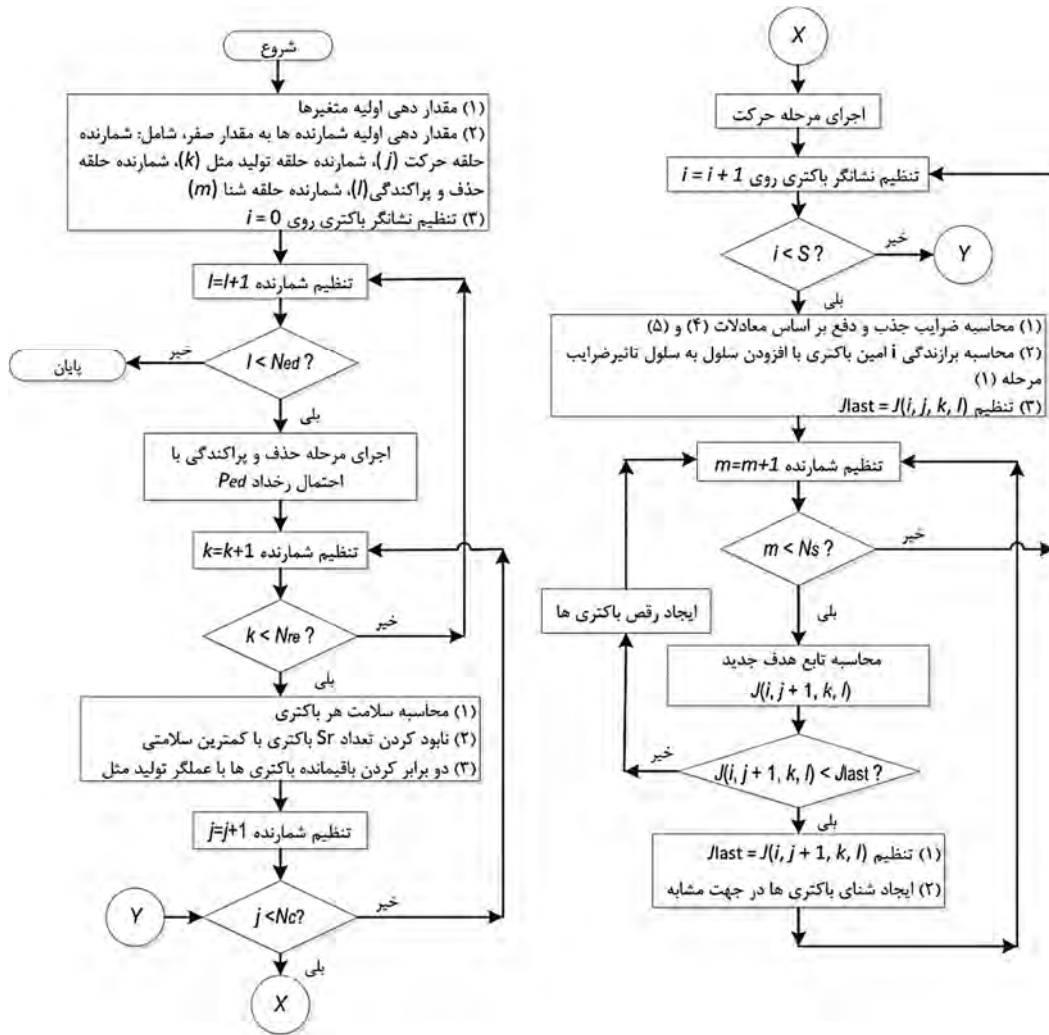 شروع
(۱) مقدار دهی اولیه متغیرها
(۲) مقدار دهی اولیه شمارنده ها به مقدار صفر، شامل: شمارنده
حلقه حرکت (j)، شمارنده حلقه تولید مثل (k)، شمارنده حلقه
حذف و پراکندگی(l)، شمارنده حلقه شنا (m)
(۳) تنظیم نشانگر باکتری روی i = 0
تنظیم شمارنده l=l+1
l < Ned ?
خیر
پایان
بلی
اجرای مرحله حذف و پراکندگی با
احتمال رخداد Ped
تنظیم شمارنده k=k+1
k < Nre ?
خیر
بلی
(۱) محاسبه سلامت هر باکتری
(۲) نابود کردن تعداد Sr باکتری با کمترین سلامتی
(۳) دو برابر کردن باقیمانده باکتری ها با عملگر تولید مثل
تنظیم شمارنده j=j+1
Y
j <Nc?
خیر
بلی
X
X
اجرای مرحله حرکت
تنظیم نشانگر باکتری روی i = i + 1
i < S ?
خیر
Y
بلی
(۱) محاسبه ضرایب جذب و دفع بر اساس معادلات (۴) و (۵)
(۲) محاسبه برازندگی i امین باکتری با افزودن سلول به سلول تاثیرضرایب
مرحله (۱)
(۳) تنظیم Jlast = J(i, j, k, l)
تنظیم شمارنده m=m+1
m < Ns ?
خیر
بلی
ایجاد رقص باکتری ها
محاسبه تابع هدف جدید
J(i, j + 1, k, l)
خیر
J(i, j + 1, k, l) < Jlast ?
بلی
(۱) تنظیم Jlast = J(i, j + 1, k, l)
(۲) ایجاد شنای باکتری ها در جهت مشابه